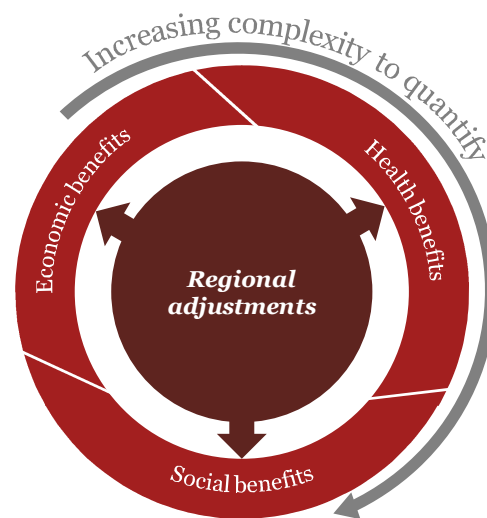 Increasing complexity to quantify
Economic benefits
Health benefits
Regional
adjustments
Social benefits